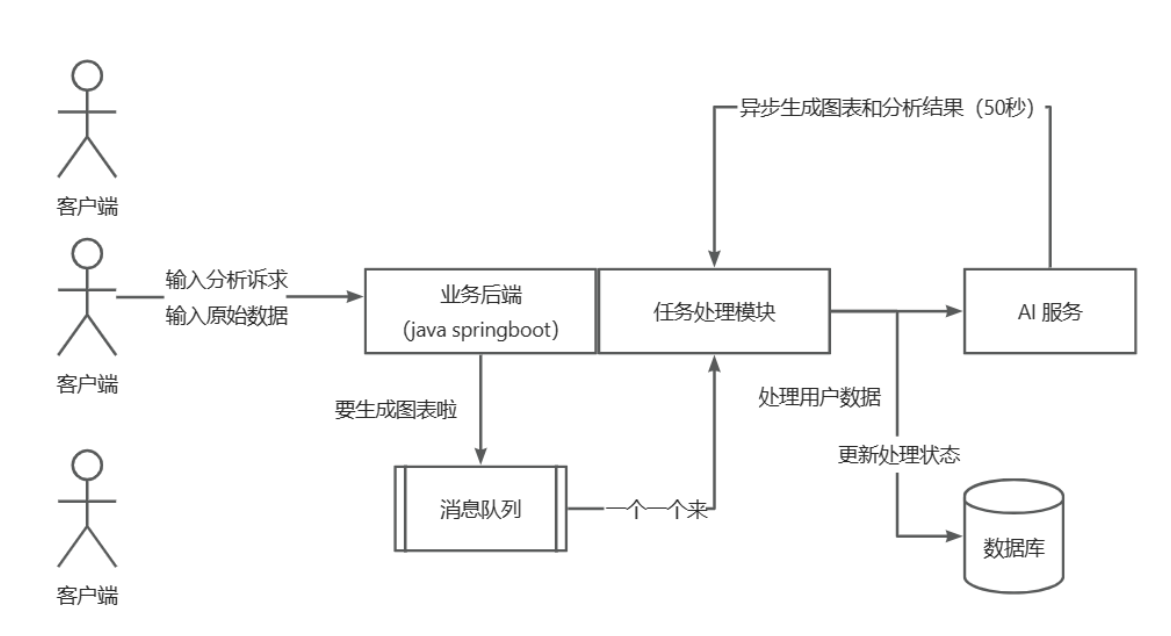 异步生成图表和分析结果（50秒）
客户端
输入分析诉求
输入原始数据
业务后端
（java springboot）
任务处理模块
AI 服务
客户端
要生成图表啦
处理用户数据
更新处理状态
消息队列
一个一个来
数据库
客户端